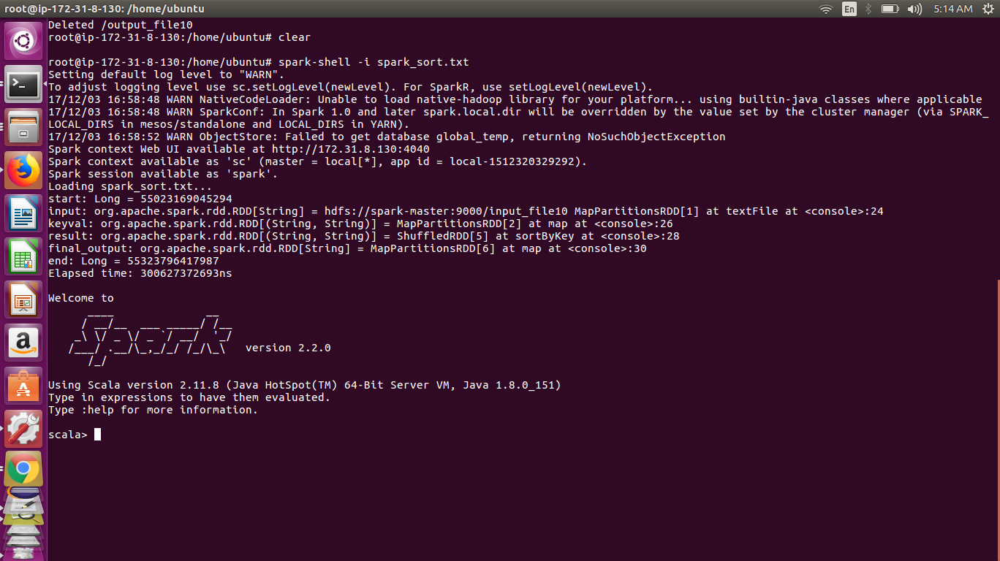 root@ip-172-31-8-130: /home/ubuntu
En
5:14 AM
Deleted /output_file10
root@ip-172-31-8-130:/home/ubuntu# clear
root@ip-172-31-8-130:/home/ubuntu# spark-shell -i spark_sort.txt
Setting default log level to "WARN".
To adjust logging level use sc.setLogLevel(newLevel). For SparkR, use setLogLevel(newLevel).
17/12/03 16:58:48 WARN NativeCodeLoader: Unable to load native-hadoop library for your platform... using builtin-java classes where applicable
17/12/03 16:58:48 WARN SparkConf: In Spark 1.0 and later spark.local.dir will be overridden by the value set by the cluster manager (via SPARK_
LOCAL_DIRS in mesos/standalone and LOCAL_DIRS in YARN).
17/12/03 16:58:52 WARN ObjectStore: Failed to get database global_temp, returning NoSuchObjectException
Spark context Web UI available at http://172.31.8.130:4040
Spark context available as 'sc' (master = local[*], app id = local-1512320329292).
Spark session available as 'spark'.
Loading spark_sort.txt...
start: Long = 55023169045294
input: org.apache.spark.rdd.RDD[String] = hdfs://spark-master:9000/input_file10 MapPartitionsRDD[1] at textFile at <console>:24
keyval: org.apache.spark.rdd.RDD[(String, String)] = MapPartitionsRDD[2] at map at <console>:26
result: org.apache.spark.rdd.RDD[(String, String)] = ShuffledRDD[5] at sortByKey at <console>:28
final_output: org.apache.spark.rdd.RDD[String] = MapPartitionsRDD[6] at map at <console>:30
end: Long = 55323796417987
Elapsed time: 300627372693ns
Welcome to
      ____              __
     / __/__  ___ _____/ /__
    _\ \/ _ \/ _ `/ __/  '_/
   /___/ .__/\_,_/_/ /_/\_\   version 2.2.0
      /_/
Using Scala version 2.11.8 (Java HotSpot(TM) 64-Bit Server VM, Java 1.8.0_151)
Type in expressions to have them evaluated.
Type :help for more information.
scala>